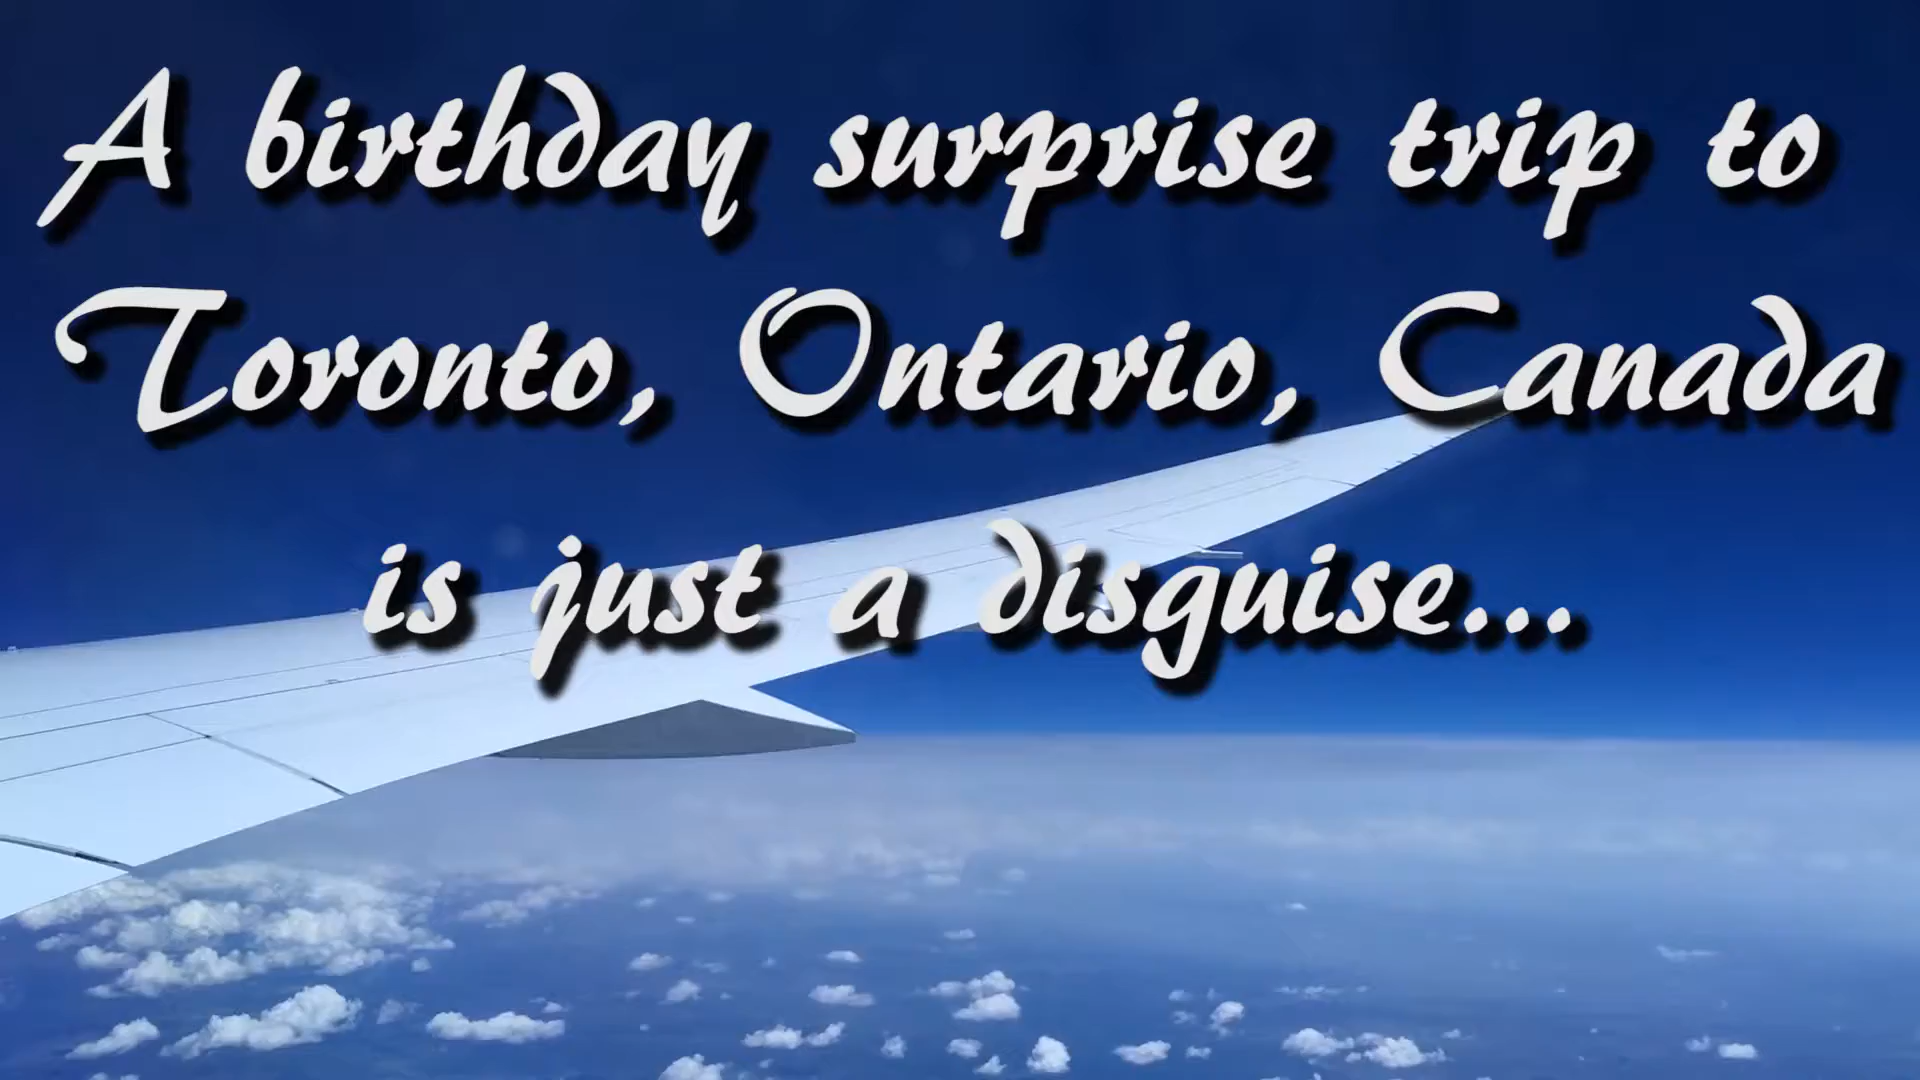 A birthday surprise trip to
Toronto, Ontario, Canada
is just a disguise...